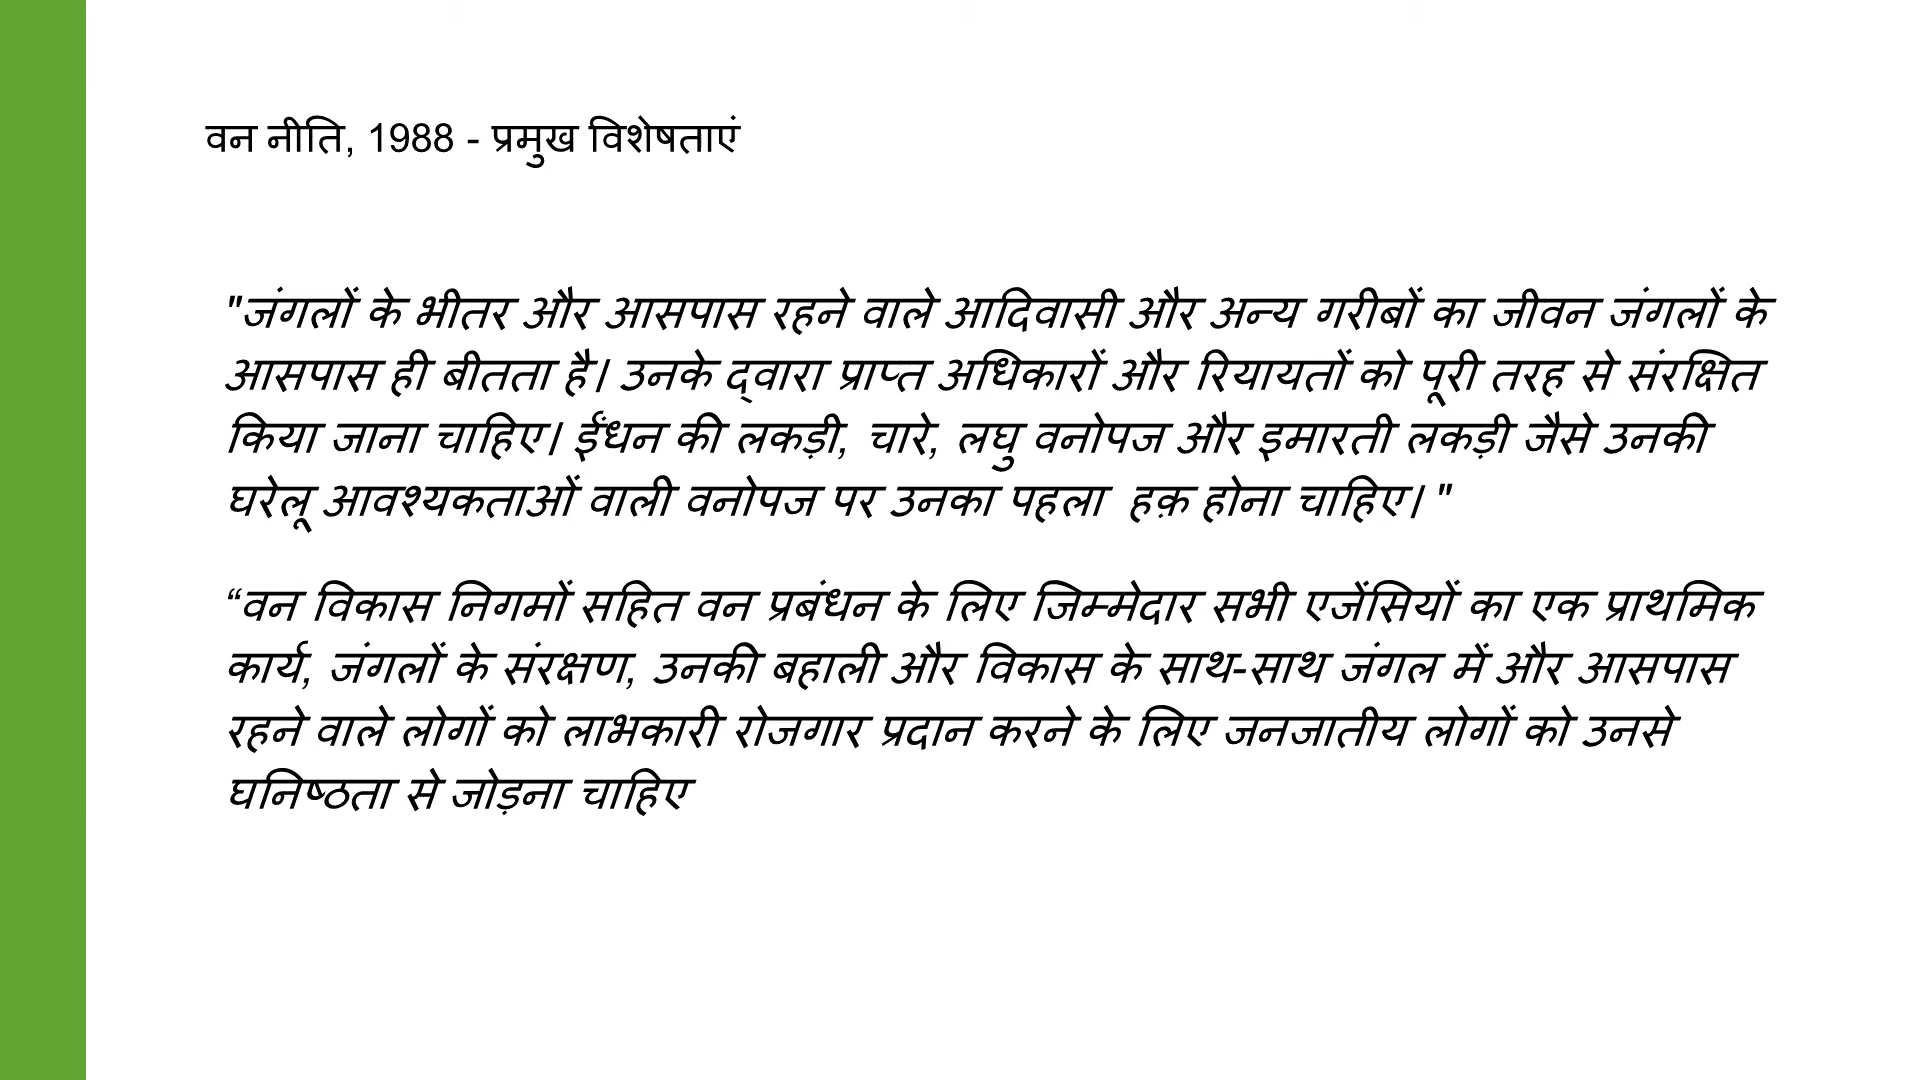 वन नीति, 1988 - प्रमुख विशेषताएं
"जंगलों के भीतर और आसपास रहने वाले आदिवासी और अन्य गरीबों का जीवन जंगलों के
आसपास ही बीतता है। उनके द्वारा प्राप्त अधिकारों और रियायतों को पूरी तरह से संरक्षित
किया जाना चाहिए। ईंधन की लकड़ी, चारे, लघु वनोपज और इमारती लकड़ी जैसे उनकी
घरेलू आवश्यकताओं वाली वनोपज पर उनका पहला हक़ होना चाहिए। "
“वन विकास निगमों सहित वन प्रबंधन के लिए जिम्मेदार सभी एजेंसियों का एक प्राथमिक
कार्य, जंगलों के संरक्षण, उनकी बहाली और विकास के साथ-साथ जंगल में और आसपास
रहने वाले लोगों को लाभकारी रोजगार प्रदान करने के लिए जनजातीय लोगों को उनसे
घनिष्ठता से जोड़ना चाहिए